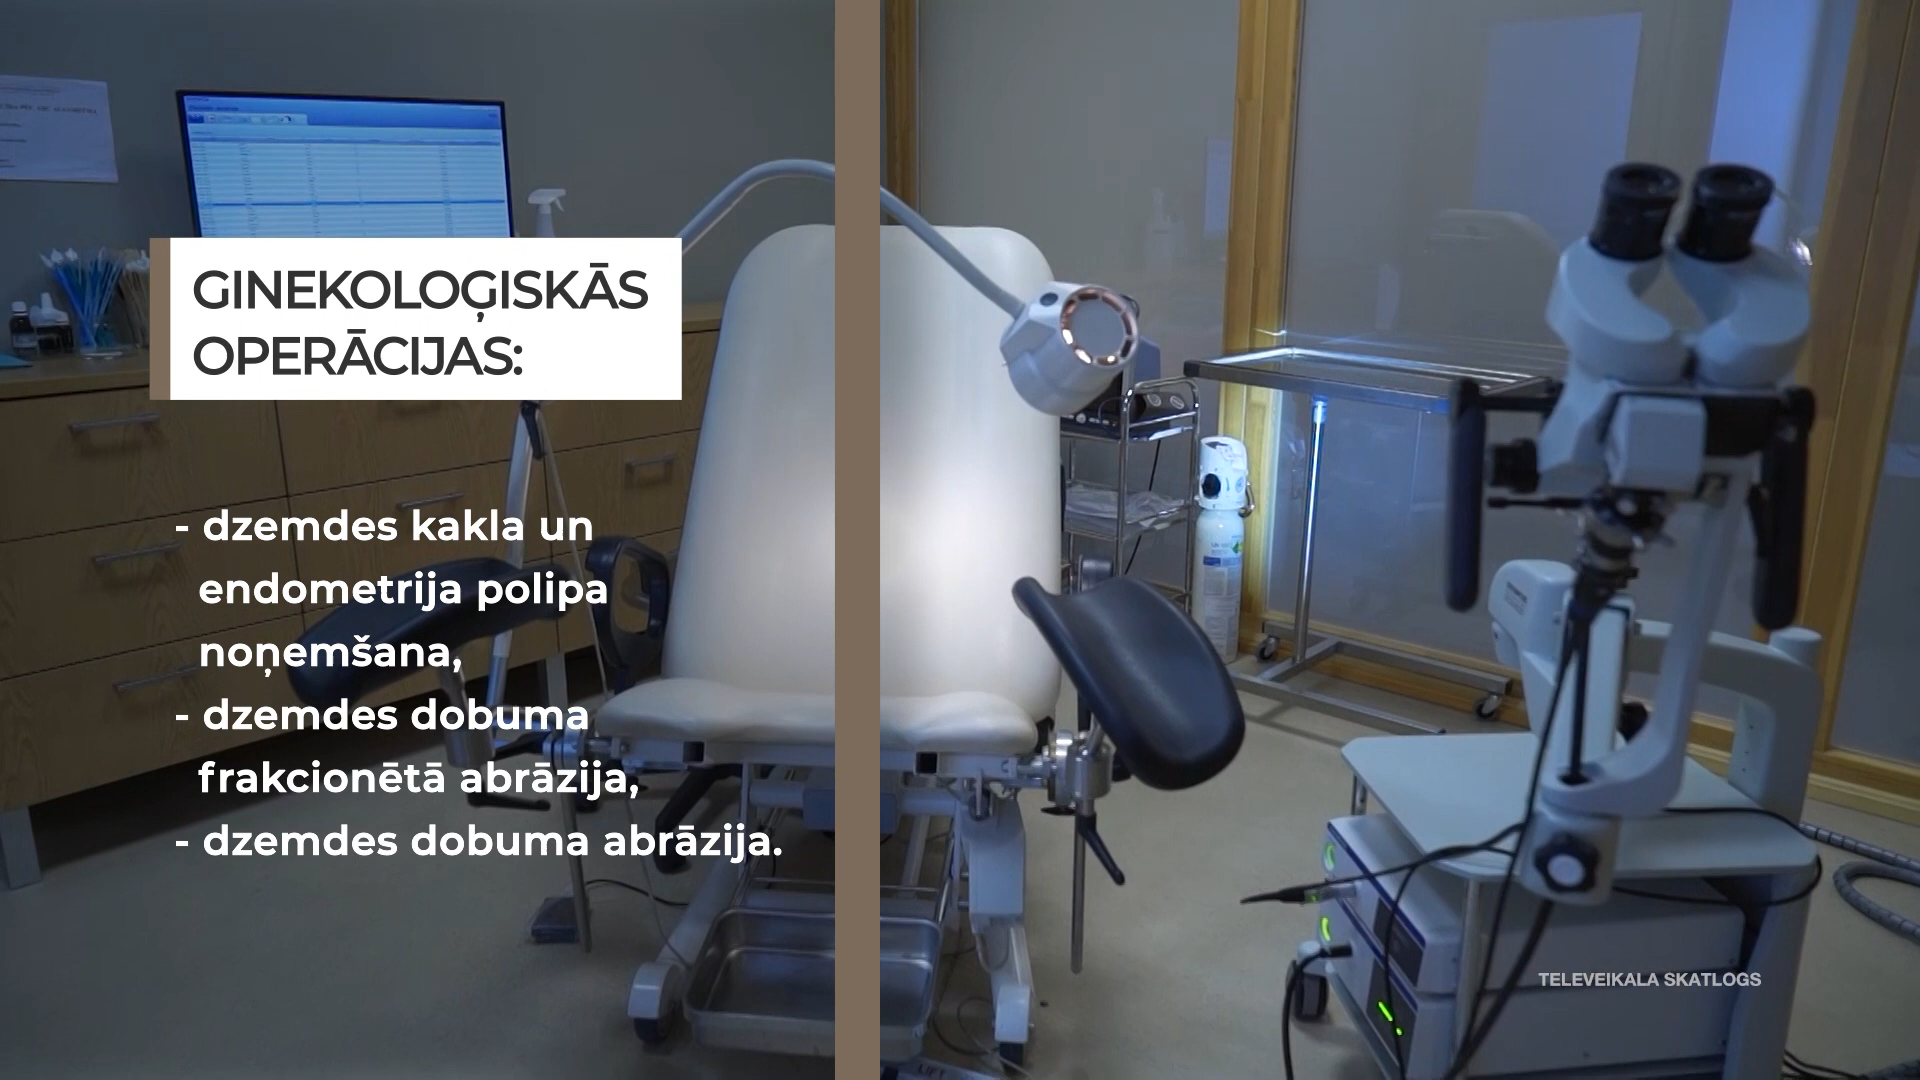 GINEKOLOĢISKĀS
OPERĀCIJAS:
- dzemdes kakla un
endometrija polipa
noņemšana,
- dzemdes dobuma
frakcionētā abrāzija,
- dzemdes dobuma abrāzija.
TELEVEIKALA SKATLOGS